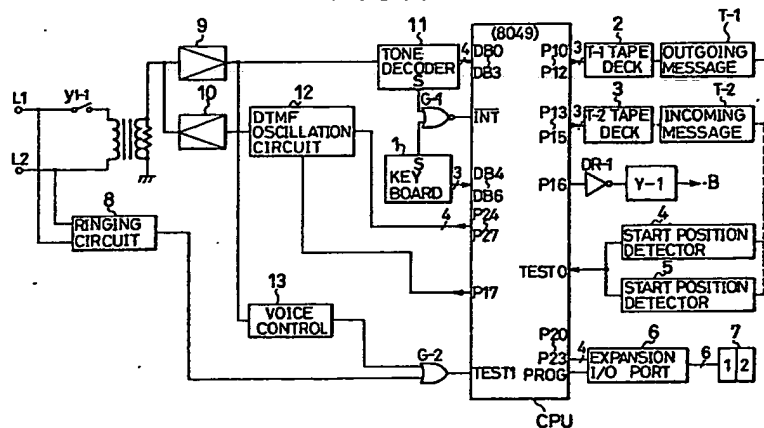 9
11
(8049)
2
T-1
TONE DECODER
S
4
DB0
DB3
P10
P12
3
T-1 TAPE DECK
OUTGOING MESSAGE
L1
y1-1
10
12
G-1
INT
3
T-2
DTMF OSCILLATION CIRCUIT
P13
P15
3
T-2 TAPE DECK
INCOMING MESSAGE
1
S
KEY BOARD
3
DB4
DB6
DR-1
P16
Y-1
B
L2
8
RINGING CIRCUIT
4
P24
P27
4
START POSITION DETECTOR
TEST 0
5
START POSITION DETECTOR
P17
13
VOICE CONTROL
P20
P23
4
6
EXPANSION I/O PORT
6
7
1 2
G-2
TEST1
PROG
CPU